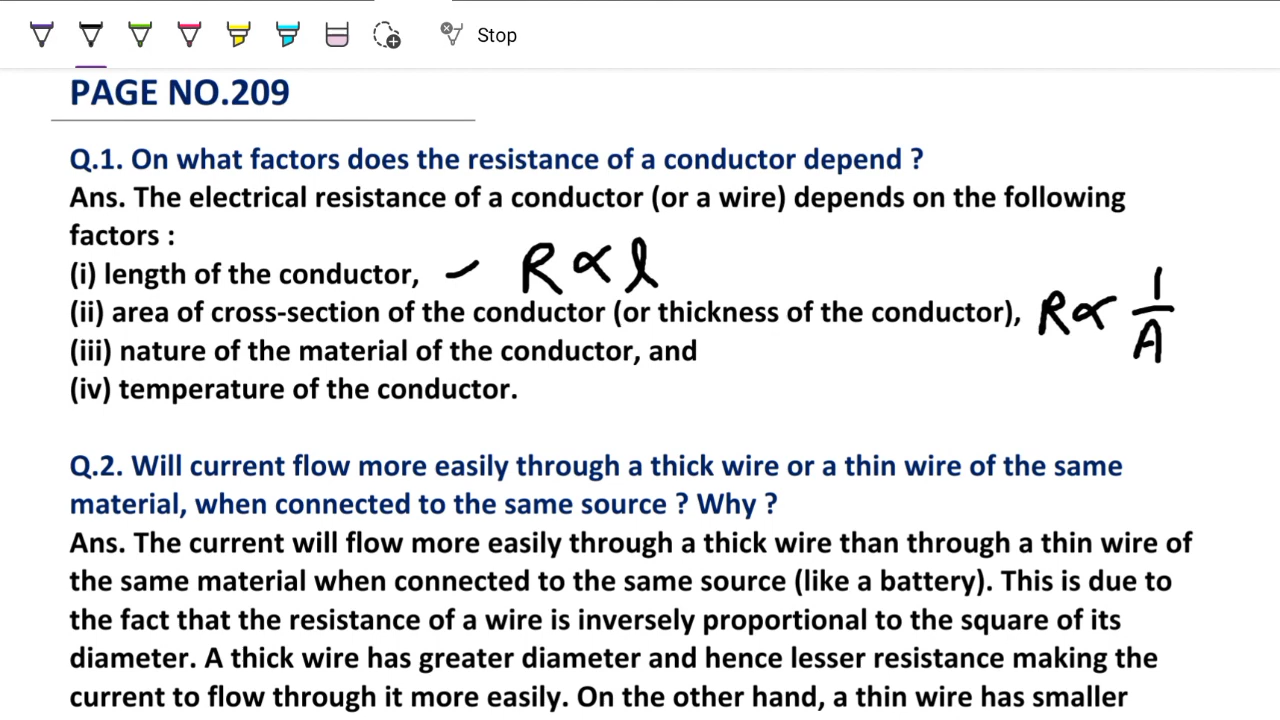 Stop
PAGE NO.209
Q.1. On what factors does the resistance of a conductor depend ?
Ans. The electrical resistance of a conductor (or a wire) depends on the following
factors :
(i) length of the conductor, – R ∝ l
(ii) area of cross-section of the conductor (or thickness of the conductor), R ∝ 1/A
(iii) nature of the material of the conductor, and
(iv) temperature of the conductor.
Q.2. Will current flow more easily through a thick wire or a thin wire of the same
material, when connected to the same source ? Why ?
Ans. The current will flow more easily through a thick wire than through a thin wire of
the same material when connected to the same source (like a battery). This is due to
the fact that the resistance of a wire is inversely proportional to the square of its
diameter. A thick wire has greater diameter and hence lesser resistance making the
current to flow through it more easily. On the other hand, a thin wire has smaller